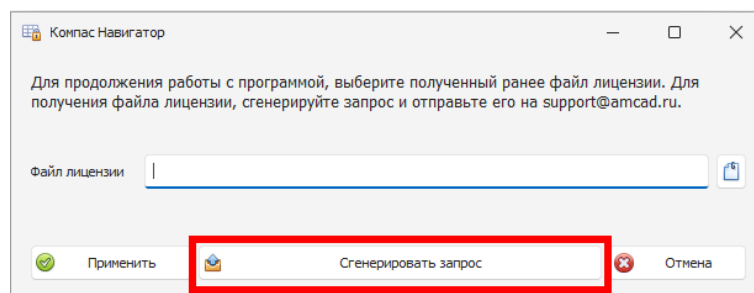 Компас Навигатор
Для продолжения работы с программой, выберите полученный ранее файл лицензии. Для
получения файла лицензии, сгенерируйте запрос и отправьте его на support@amcad.ru.
Файл лицензии
Применить Сгенерировать запрос Отмена